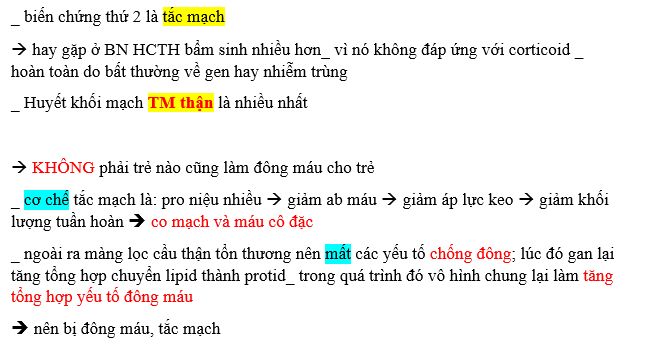 _ biến chứng thứ 2 là tắc mạch
→ hay gặp ở BN HCTH bẩm sinh nhiều hơn_ vì nó không đáp ứng với corticoid _
hoàn toàn do bất thường về gen hay nhiễm trùng
_ Huyết khối mạch TM thận là nhiều nhất
→ KHÔNG phải trẻ nào cũng làm đông máu cho trẻ
_ cơ chế tắc mạch là: pro niệu nhiều → giảm ab máu → giảm áp lực keo → giảm khối
lượng tuần hoàn → co mạch và máu cô đặc
_ ngoài ra màng lọc cầu thận tổn thương nên mất các yếu tố chống đông; lúc đó gan lại
tăng tổng hợp chuyển lipid thành protid_ trong quá trình đó vô hình chung lại làm tăng
tổng hợp yếu tố đông máu
→ nên bị đông máu, tắc mạch